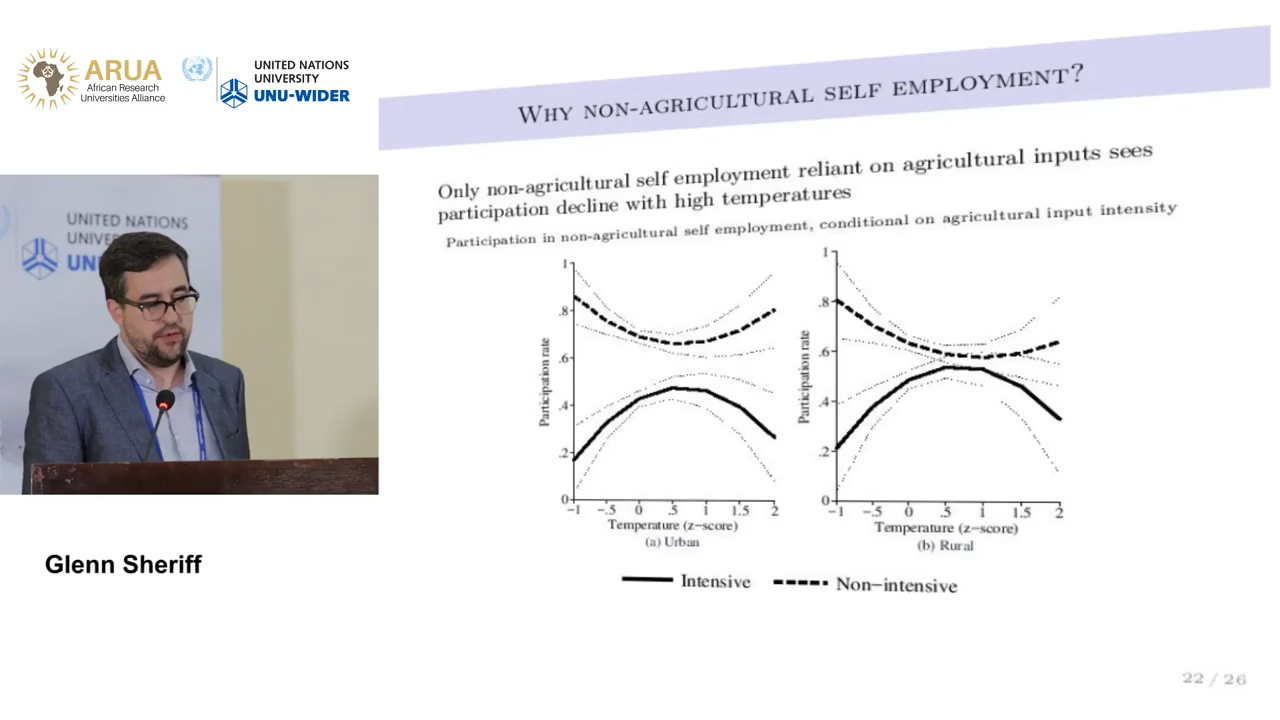 ARUA
African Research
Universities Alliance
UNITED NATIONS
UNIVERSITY
UNU-WIDER
UNITED NATIONS
Glenn Sheriff
WHY NON-AGRICULTURAL SELF EMPLOYMENT?
Only non-agricultural self employment reliant on agricultural inputs sees
participation decline with high temperatures
Participation in non-agricultural self employment, conditional on agricultural input intensity
Participation rate
1
.8
.6
.4
.2
0
−1 −.5 0 .5 1 1.5 2
Temperature (z−score)
(a) Urban
Participation rate
1
.8
.6
.4
.2
0
−1 −.5 0 .5 1 1.5 2
Temperature (z−score)
(b) Rural
Intensive Non−intensive
22 / 26